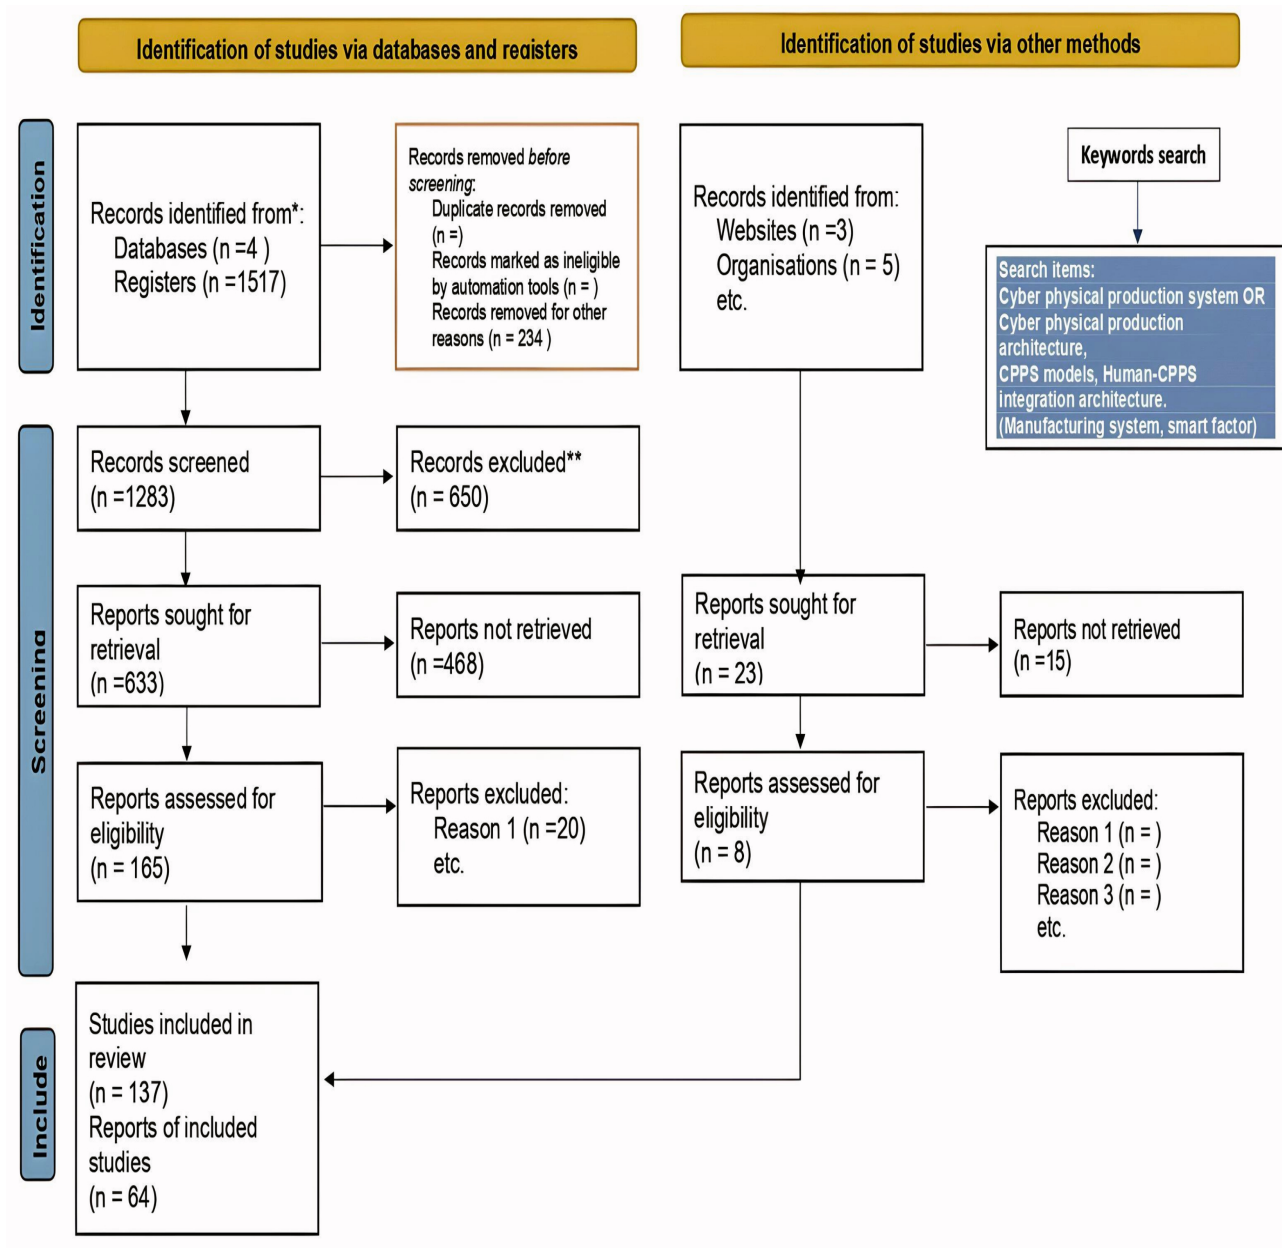 Identification of studies via databases and registers
Identification of studies via other methods
Identification
Records identified from*:
Databases (n =4 )
Registers (n =1517)
Records removed before
screening:
Duplicate records removed
(n =)
Records marked as ineligible
by automation tools (n = )
Records removed for other
reasons (n = 234 )
Records identified from:
Websites (n =3)
Organisations (n = 5)
etc.
Keywords search
Search items:
Cyber physical production system OR
Cyber physical production
architecture,
CPPS models, Human-CPPS
integration architecture.
(Manufacturing system, smart factor)
Screening
Records screened
(n =1283)
Records excluded**
(n = 650)
Reports sought for
retrieval
(n =633)
Reports not retrieved
(n =468)
Reports sought for
retrieval
(n = 23)
Reports not retrieved
(n =15)
Reports assessed for
eligibility
(n = 165)
Reports excluded:
Reason 1 (n =20)
etc.
Reports assessed for
eligibility
(n = 8)
Reports excluded:
Reason 1 (n = )
Reason 2 (n = )
Reason 3 (n = )
etc.
Include
Studies included in
review
(n = 137)
Reports of included
studies
(n = 64)